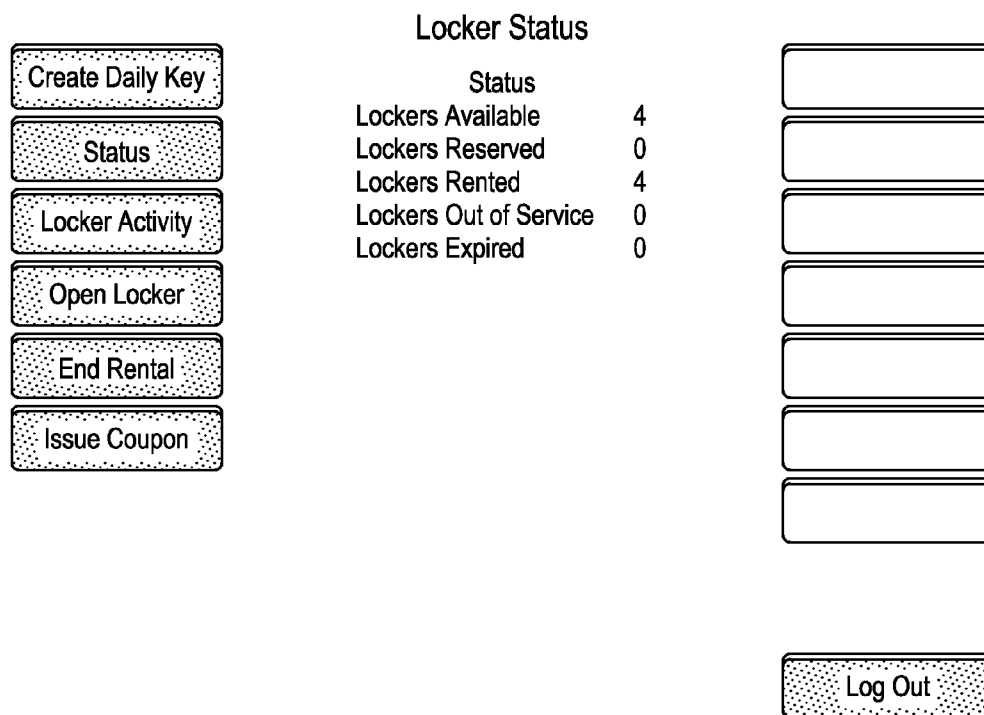 Locker Status
Create Daily Key
Status
Locker Activity
Open Locker
End Rental
Issue Coupon
Status
Lockers Available 4
Lockers Reserved 0
Lockers Rented 4
Lockers Out of Service 0
Lockers Expired 0
Log Out